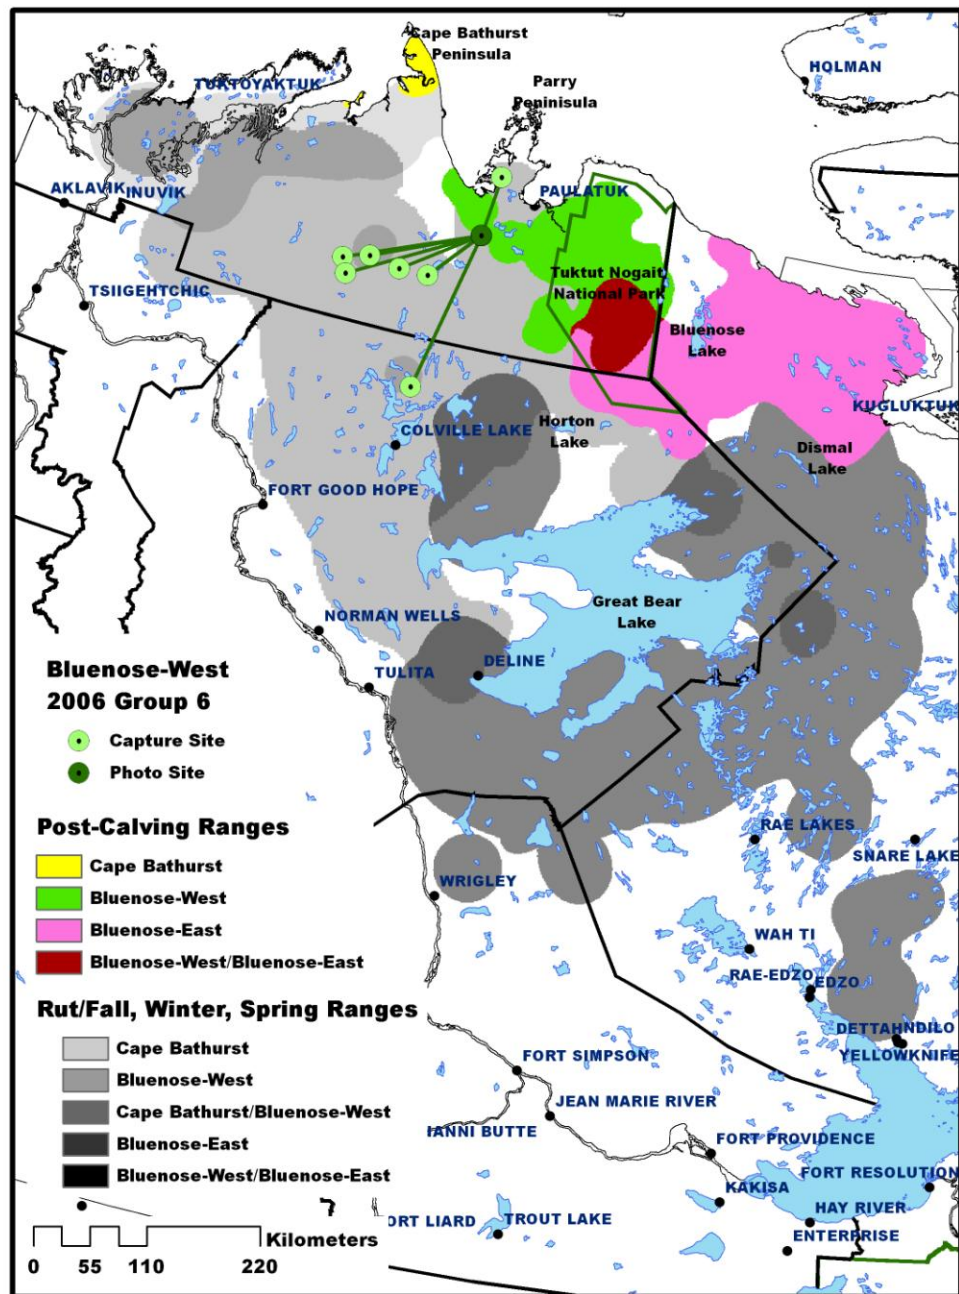 Cape Bathurst
Peninsula
HOLMAN
TUKTOYAKTUK
Parry
Peninisula
AKLAVIK
INUVIK
PAULATUK
Tuktut Nogait
National Park
TSIIGEHTCHIC
Bluenose
Lake
KUGLUKTUK
Horton
Lake
COLVILLE LAKE
Dismal
Lake
FORT GOOD HOPE
Great Bear
Lake
NORMAN WELLS
DELINE
TULITA
Bluenose-West
2006 Group 6
Capture Site
Photo Site
Post-Calving Ranges
Cape Bathurst
Bluenose-West
Bluenose-East
Bluenose-West/Bluenose-East
RAE LAKES
SNARE LAKE
WRIGLEY
WAH TI
RAE-EDZO
EDZO
DETTAH
NDILO
YELLOWKNIFE
Rut/Fall, Winter, Spring Ranges
Cape Bathurst
Bluenose-West
Cape Bathurst/Bluenose-West
Bluenose-East
Bluenose-West/Bluenose-East
FORT SIMPSON
JEAN MARIE RIVER
IANNI BUTTE
FORT PROVIDENCE
FORT RESOLUTION
KAKISA
HAY RIVER
ORT LIARD
TROUT LAKE
ENTERPRISE
Kilometers
0 55 110 220